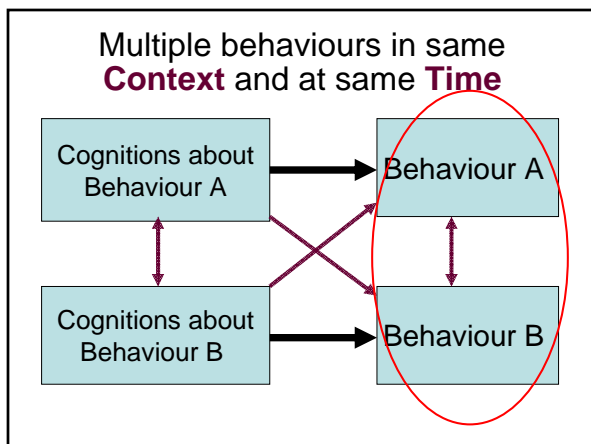 Multiple behaviours in same
Context and at same Time
Cognitions about
Behaviour A
Behaviour A
Cognitions about
Behaviour B
Behaviour B